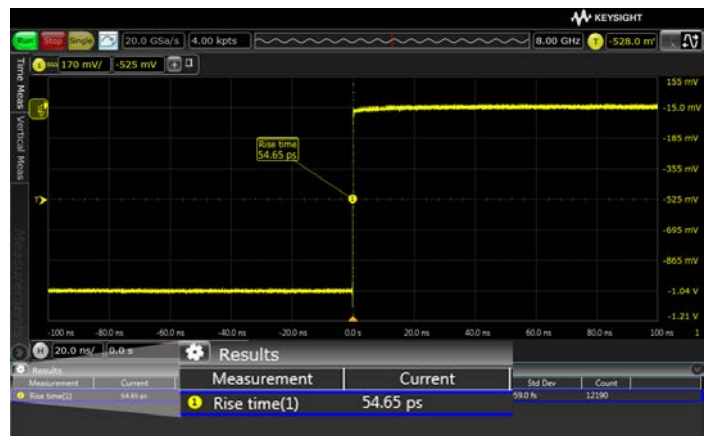 KEYSIGHT
Run Stop Single 20.0 GSa/s 4.00 kpts 8.00 GHz T -528.0 m
1 170 mV/ -525 mV +
Time Meas
Vertical Meas
Measurements
155 mV
-15.0 mV
-185 mV
-355 mV
-525 mV
-695 mV
-865 mV
-1.04 V
-1.21 V
Rise time
54.65 ps
1
T
-100 ns -80.0 ns -60.0 ns -40.0 ns -20.0 ns 0.0 s 20.0 ns 40.0 ns 60.0 ns 80.0 ns 100 ns 1
H 20.0 ns/ 0.0 s
Results
Measurement Current Std Dev Count
1 Rise time(1) 54.65 ps 59.0 fs 12190
Results
Measurement Current
1 Rise time(1) 54.65 ps